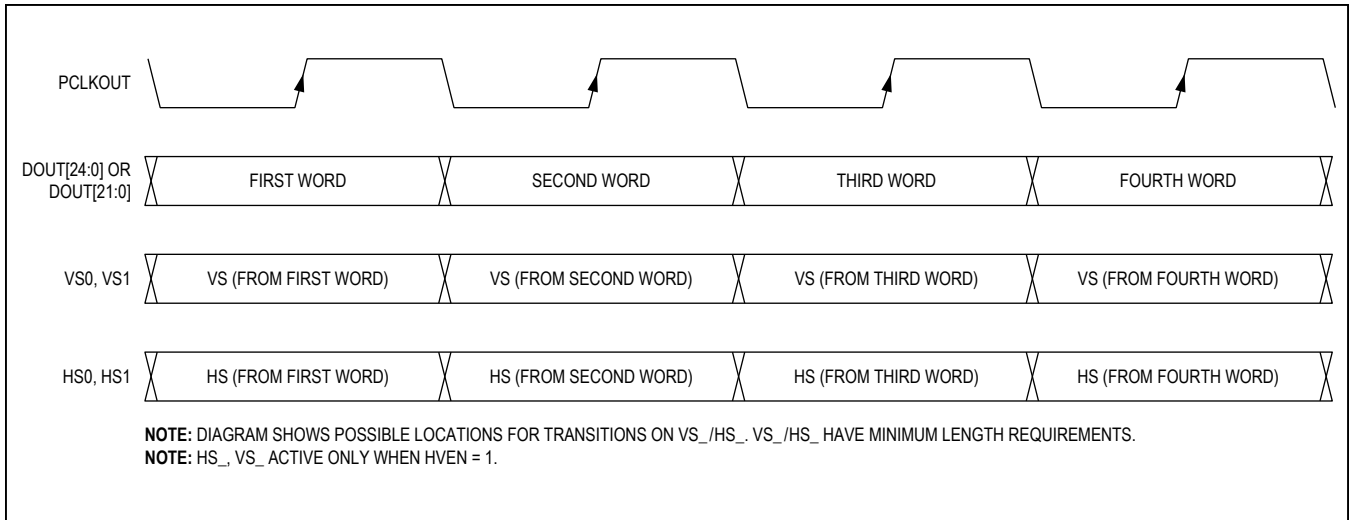 PCLKOUT
DOUT[24:0] OR
DOUT[21:0]
FIRST WORD SECOND WORD THIRD WORD FOURTH WORD
VS0, VS1 VS (FROM FIRST WORD) VS (FROM SECOND WORD) VS (FROM THIRD WORD) VS (FROM FOURTH WORD)
HS0, HS1 HS (FROM FIRST WORD) HS (FROM SECOND WORD) HS (FROM THIRD WORD) HS (FROM FOURTH WORD)
NOTE: DIAGRAM SHOWS POSSIBLE LOCATIONS FOR TRANSITIONS ON VS_/HS_. VS_/HS_ HAVE MINIMUM LENGTH REQUIREMENTS.
NOTE: HS_, VS_ ACTIVE ONLY WHEN HVEN = 1.